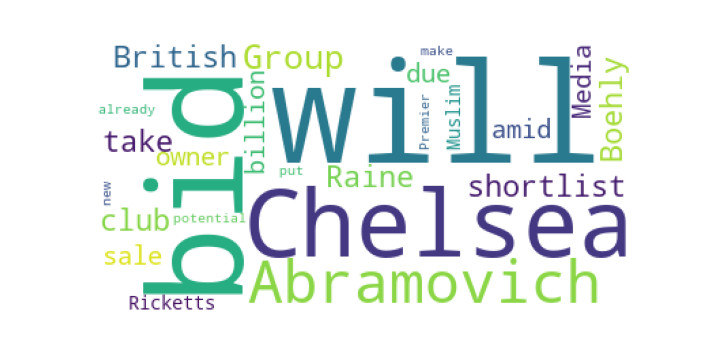 British
Group
make
due
Media
Boehly
bid
will
already
billion
Premier
Muslim
amid
take
owner
put
Raine
shortlist
new
club
potential
Chelsea
sale
Abramovich
Ricketts